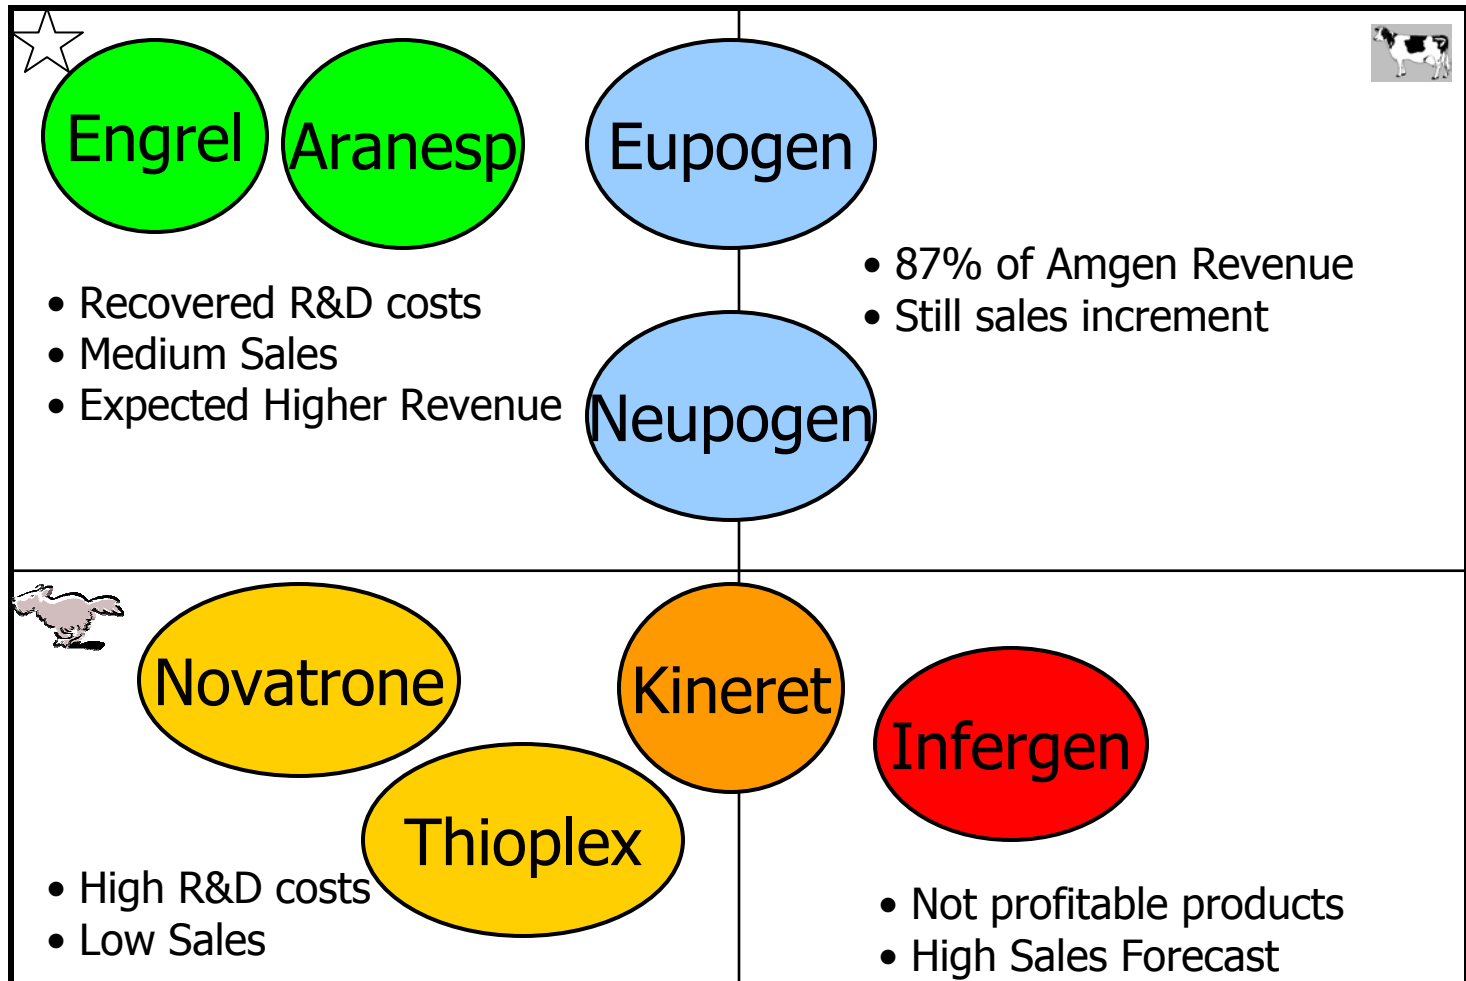 Engrel
Aranesp
Eupogen
• Recovered R&D costs
• Medium Sales
• Expected Higher Revenue
• 87% of Amgen Revenue
• Still sales increment
Neupogen
Novatrone
Kineret
Infergen
Thioplex
• High R&D costs
• Low Sales
• Not profitable products
• High Sales Forecast